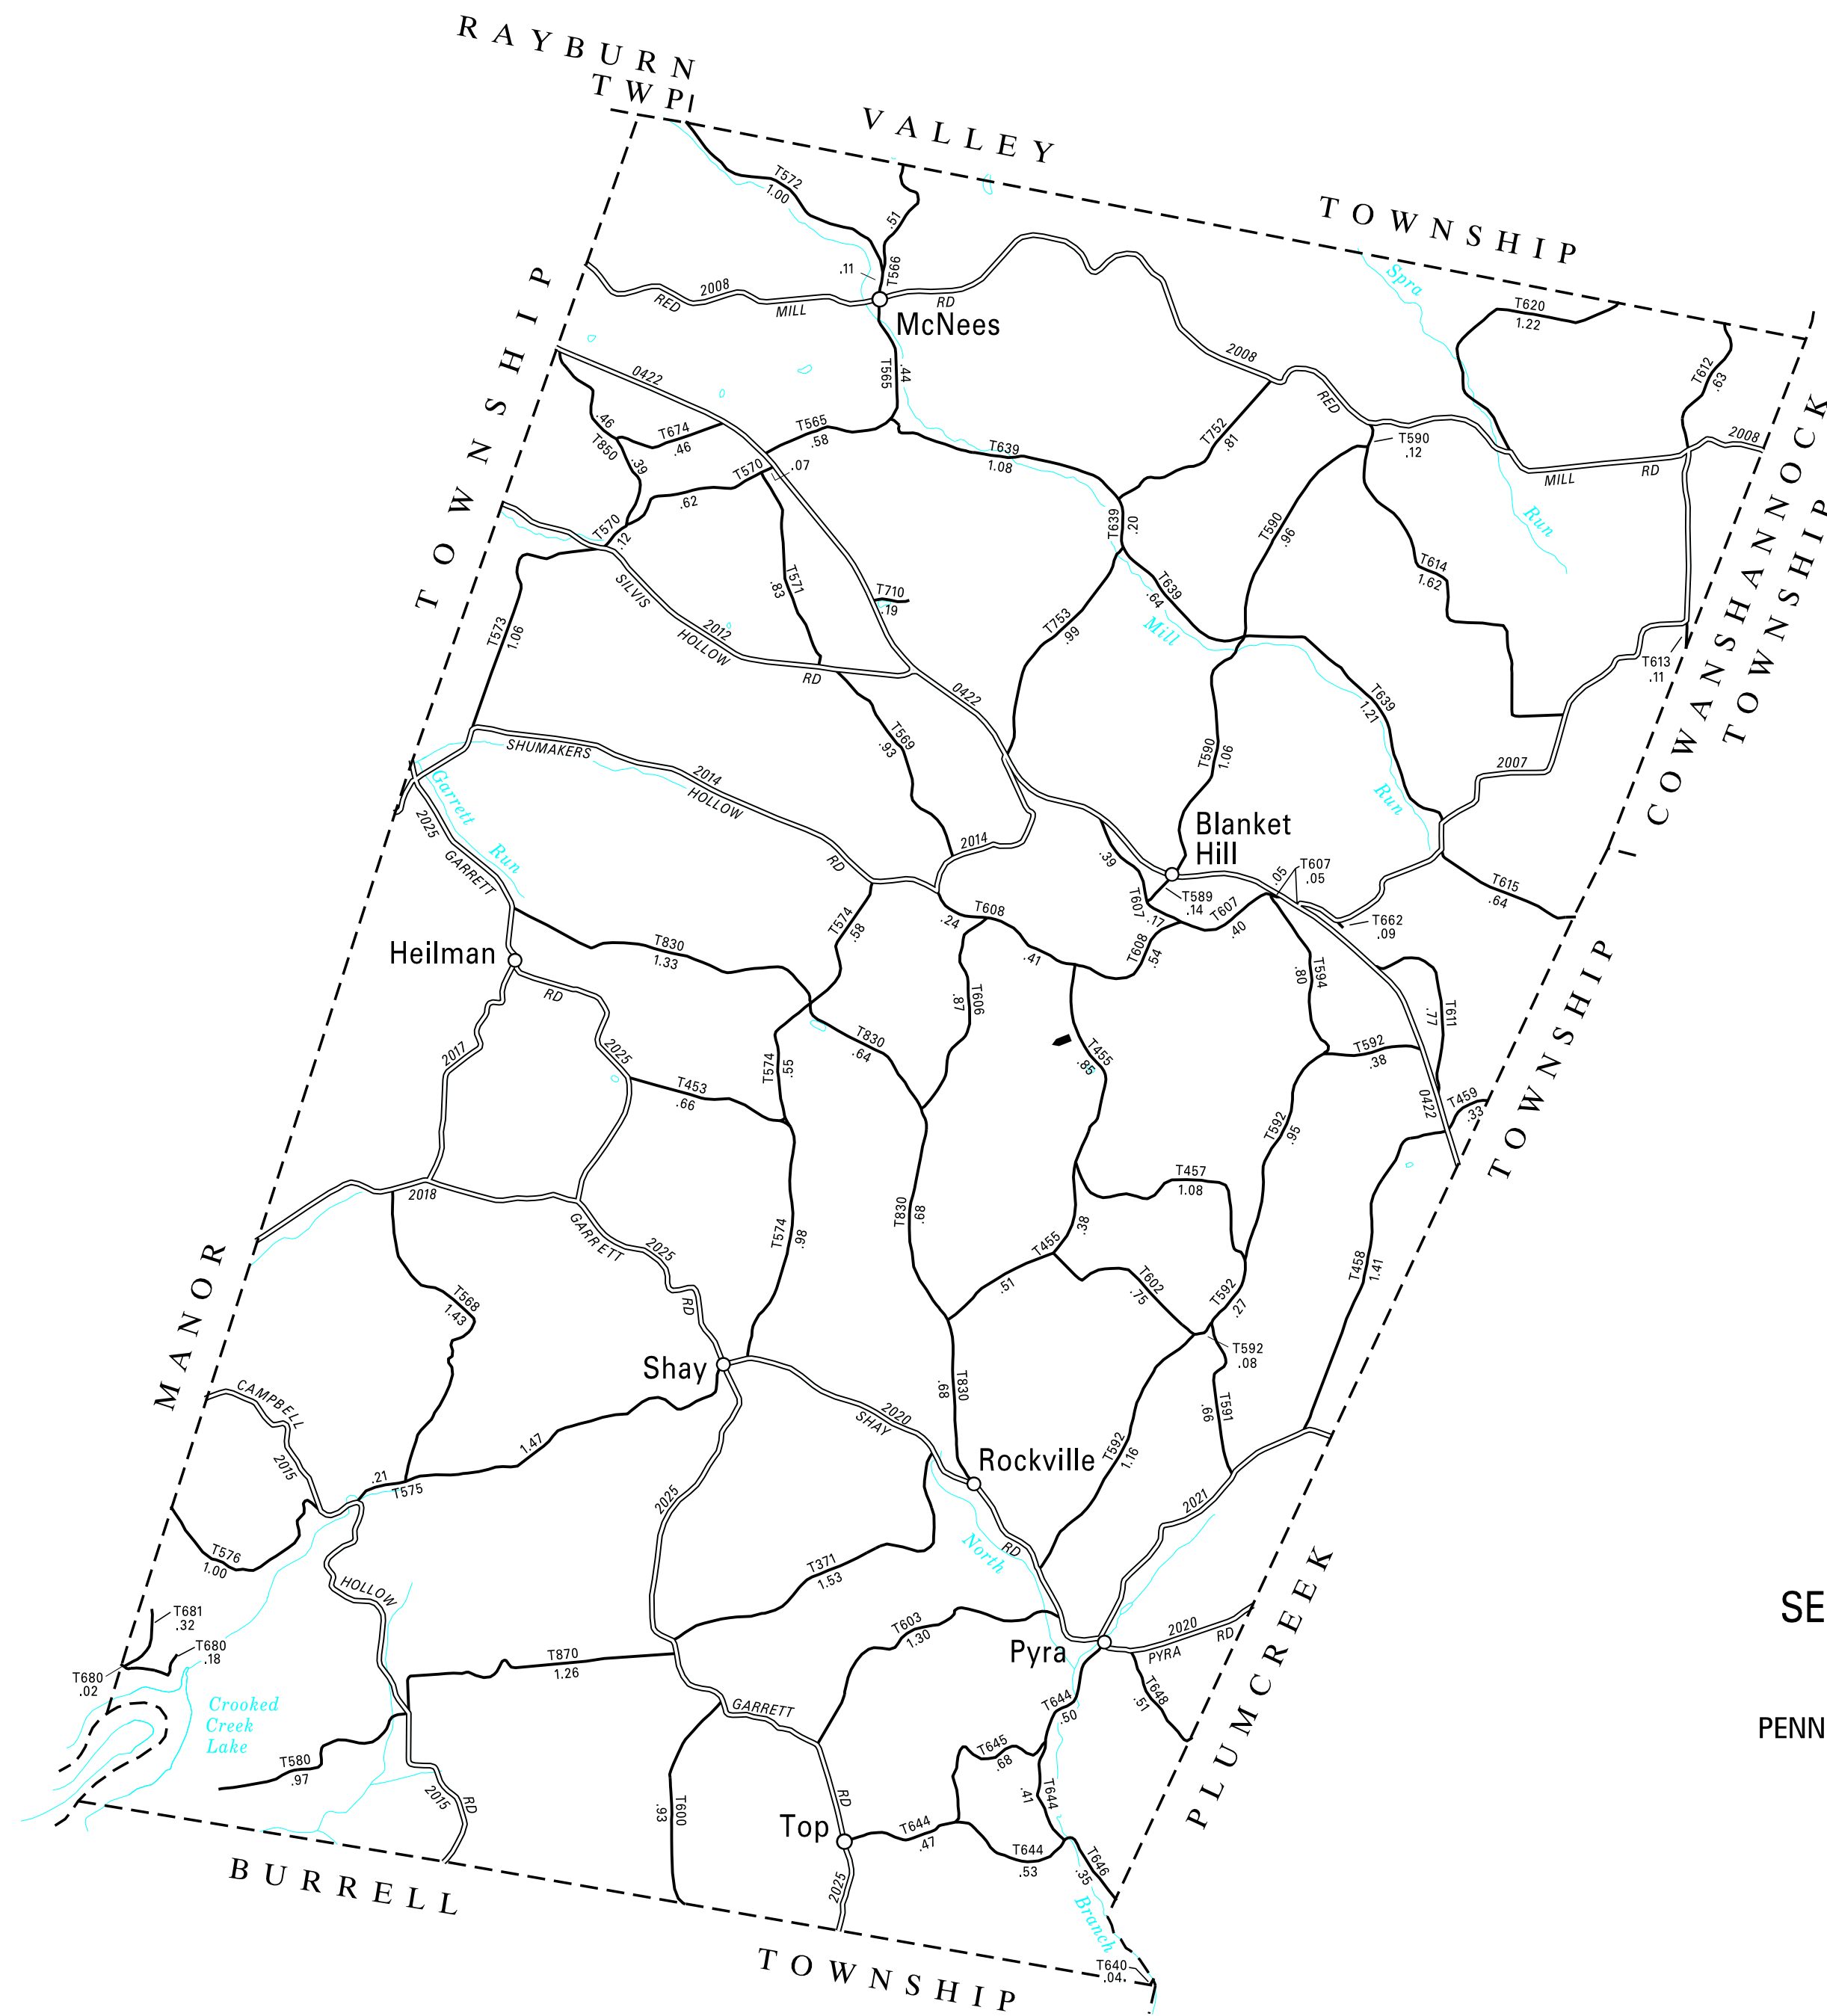 RAYBURN
TWP
VALLEY
TOWNSHIP
T572
1.00
.51
.11
T566
2008
RED
MILL
RD
McNees
Spra
T620
1.22
T612
.63
TOWNSHIP
0422
T565
.44
2008
RED
T752
.81
T590
.12
2008
MILL
RD
.46
T674
.46
T850
.39
T565
.58
T570
.07
.62
T639
1.08
T639
.20
T590
.96
Run
COWANSHANNOCK
TOWNSHIP
T570
.12
T571
.83
T710
.19
T639
.64
T614
1.62
T573
1.06
SILVIS
2012
HOLLOW
RD
T753
.99
Mill
T613
.11
0422
T639
1.21
SHUMAKERS
2014
HOLLOW
RD
T569
.93
T590
1.06
2007
Garrett
Run
2025
GARRETT
2014
Run
Blanket
Hill
.39
T607
.17
T589
.14
T607
.40
.05
T607
.05
T615
.64
T662
.09
Heilman
RD
T830
1.33
T574
.58
.24
T608
.41
T608
.54
T594
.80
T611
.77
T606
.87
2017
2025
T574
.55
T830
.64
T455
.85
T592
.38
T453
.66
0422
T459
.33
TOWNSHIP
T592
.95
2018
T457
1.08
GARRETT
2025
RD
T574
.98
T830
.68
T455
.38
.51
T602
.75
T592
.27
T458
1.41
MANOR
T568
1.43
T592
.08
Shay
CAMPBELL
2015
2020
SHAY
T830
.68
T591
.66
1.47
.21
T575
Rockville
T592
1.16
2025
2021
T576
1.00
HOLLOW
T371
1.53
North
RD
PLUMCREEK
T681
.32
T680
.18
T680
.02
T603
1.30
2020
PYRA
RD
Pyra
SE
T870
1.26
Crooked
Creek
Lake
GARRETT
T644
.50
T648
.51
PENN
T580
.97
2015
RD
T600
.93
RD
T645
.68
T644
.41
Top
T644
.47
T644
.53
T646
.35
BURRELL
2025
Branch
TOWNSHIP
T640
.04